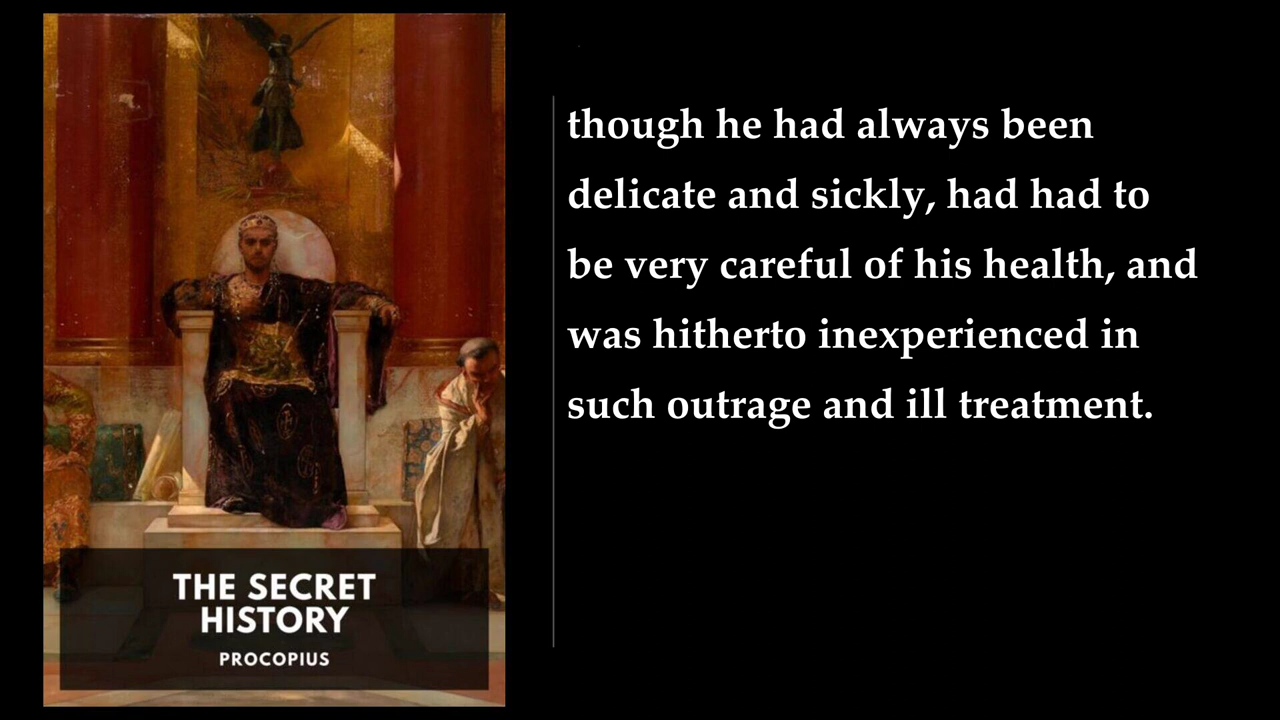 THE SECRET
HISTORY
PROCOPIUS
though he had always been
delicate and sickly, had had to
be very careful of his health, and
was hitherto inexperienced in
such outrage and ill treatment.